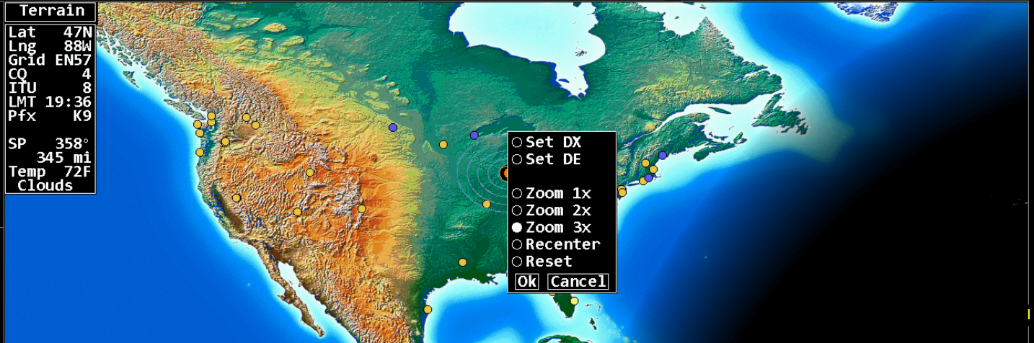 Terrain
Lat 47N
Lng 88W
Grid EN57
CQ 4
ITU 8
LMT 19:36
Pfx K9
SP 358°
345 mi
Temp 72F
Clouds
Set DX
Set DE
Zoom 1x
Zoom 2x
Zoom 3x
Recenter
Reset
Ok Cancel